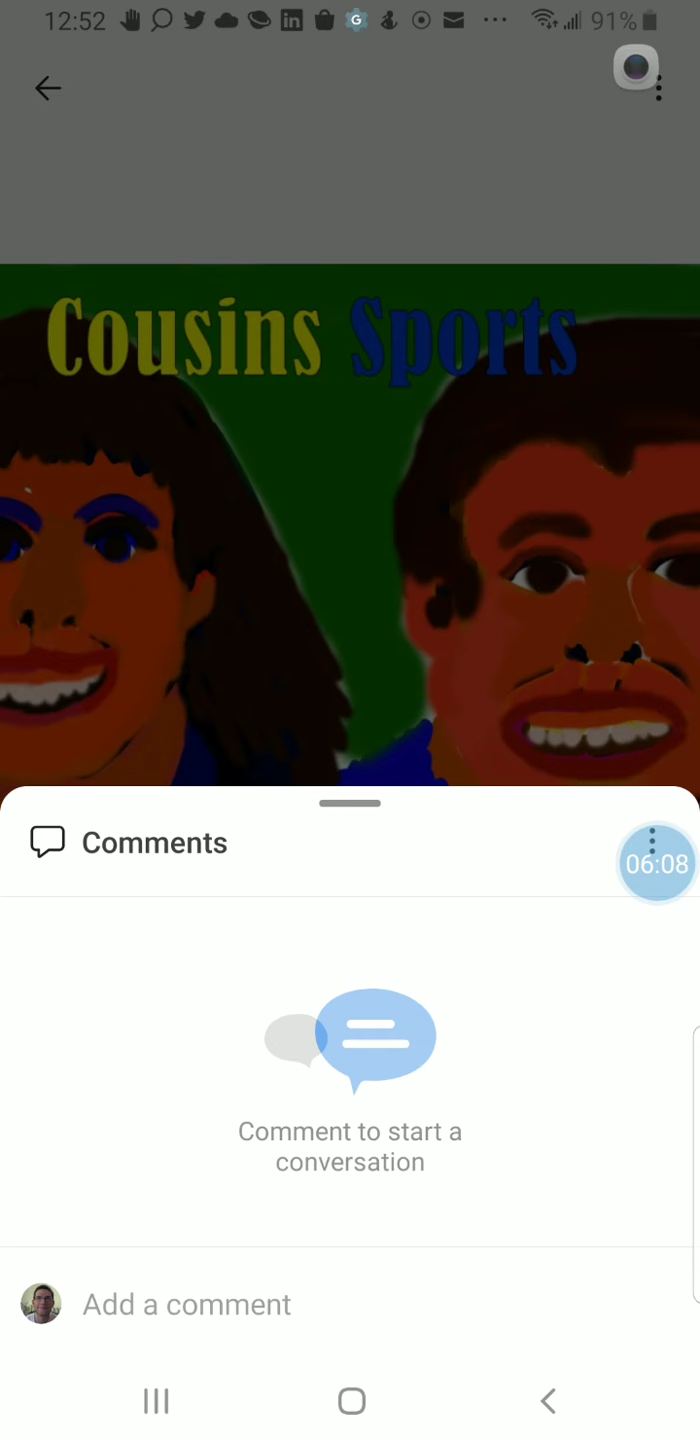 12:52 91%
Cousins Sports
Comments
06:08
Comment to start a
conversation
Add a comment